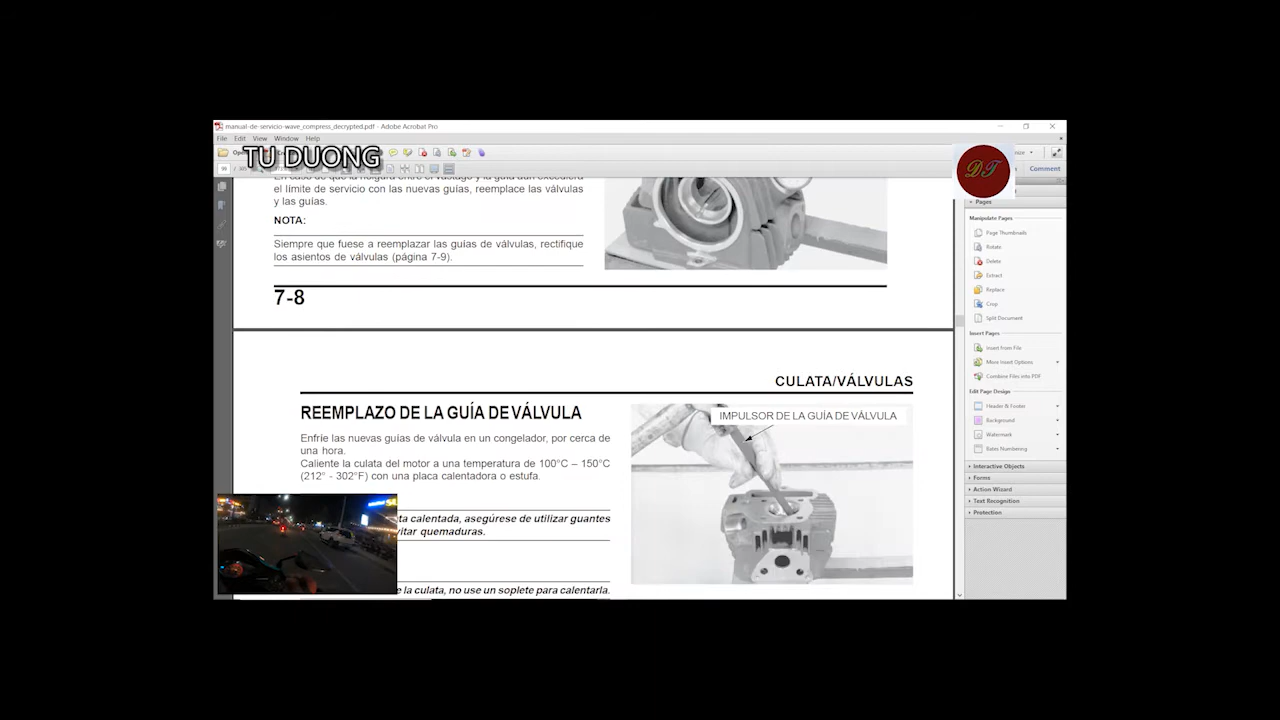 manual-de-servicio-wave_compress_decrypted.pdf - Adobe Acrobat Pro
File Edit View Window Help
TU DUONG
DT
Comment
el límite de servicio con las nuevas guías, reemplace las válvulas
y las guías.
NOTA:
Siempre que fuese a reemplazar las guías de válvulas, rectifique
los asientos de válvulas (página 7-9).
7-8
CULATA/VÁLVULAS
REEMPLAZO DE LA GUÍA DE VÁLVULA
Enfríe las nuevas guías de válvula en un congelador, por cerca de
una hora.
Caliente la culata del motor a una temperatura de 100°C – 150°C
(212° - 302°F) con una placa calentadora o estufa.
ta calentada, asegúrese de utilizar guantes
vitar quemaduras.
e la culata, no use un soplete para calentarla.
IMPULSOR DE LA GUÍA DE VÁLVULA
Pages
Manipulate Pages
Page Thumbnails
Rotate
Delete
Extract
Replace
Crop
Split Document
Insert Pages
Insert from File
More Insert Options
Combine Files into PDF
Edit Page Design
Header & Footer
Background
Watermark
Bates Numbering
Interactive Objects
Forms
Action Wizard
Text Recognition
Protection